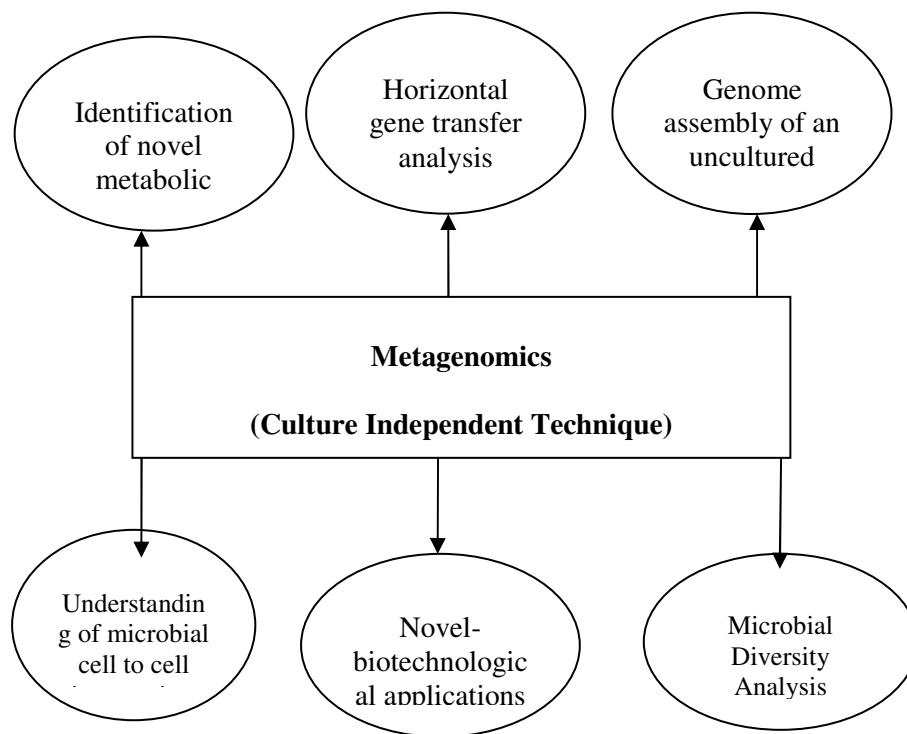 Identification
of novel
metabolic
Horizontal
gene transfer
analysis
Genome
assembly of an
uncultured
Metagenomics
(Culture Independent Technique)
Understandin
g of microbial
cell to cell
Novel-
biotechnologic
al applications
Microbial
Diversity
Analysis